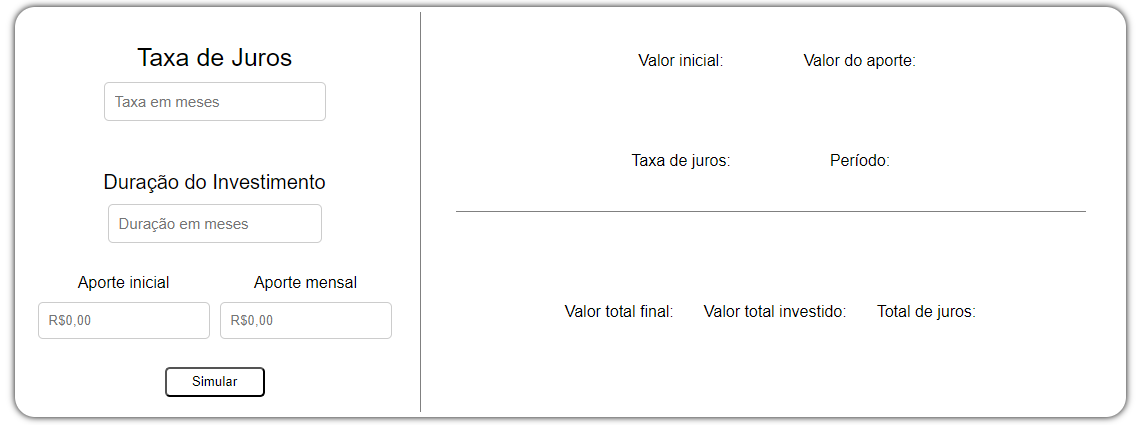 Taxa de Juros
Taxa em meses
Duração do Investimento
Duração em meses
Aporte inicial
Aporte mensal
R$0,00
R$0,00
Simular
Valor inicial:
Valor do aporte:
Taxa de juros:
Período:
Valor total final:
Valor total investido:
Total de juros: